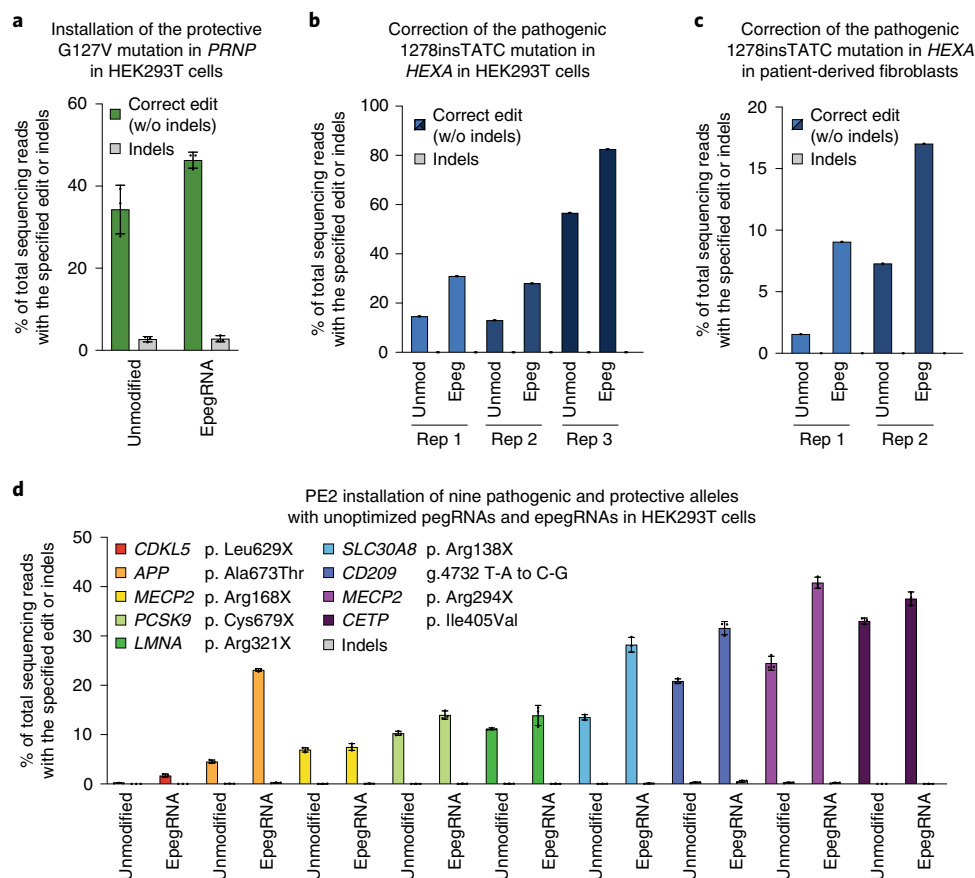 a
Installation of the protective
G127V mutation in PRNP
in HEK293T cells
% of total sequencing reads
with the specified edit or indels
60
40
20
0
Correct edit
(w/o indels)
Indels
Unmodified
EpegRNA
b
Correction of the pathogenic
1278insTATC mutation in
HEXA in HEK293T cells
% of total sequencing reads
with the specified edit or indels
100
80
60
40
20
0
Correct edit
(w/o indels)
Indels
Unmod
Epeg
Unmod
Epeg
Unmod
Epeg
Rep 1
Rep 2
Rep 3
c
Correction of the pathogenic
1278insTATC mutation in HEXA
in patient-derived fibroblasts
% of total sequencing reads
with the specified edit or indels
20
15
10
5
0
Correct edit
(w/o indels)
Indels
Unmod
Epeg
Unmod
Epeg
Rep 1
Rep 2
d
PE2 installation of nine pathogenic and protective alleles
with unoptimized pegRNAs and epegRNAs in HEK293T cells
% of total sequencing reads
with the specified edit or indels
50
40
30
20
10
0
CDKL5 p. Leu629X
APP p. Ala673Thr
MECP2 p. Arg168X
PCSK9 p. Cys679X
LMNA p. Arg321X
SLC30A8 p. Arg138X
CD209 g.4732 T-A to C-G
MECP2 p. Arg294X
CETP p. Ile405Val
Indels
Unmodified
EpegRNA
Unmodified
EpegRNA
Unmodified
EpegRNA
Unmodified
EpegRNA
Unmodified
EpegRNA
Unmodified
EpegRNA
Unmodified
EpegRNA
Unmodified
EpegRNA
Unmodified
EpegRNA